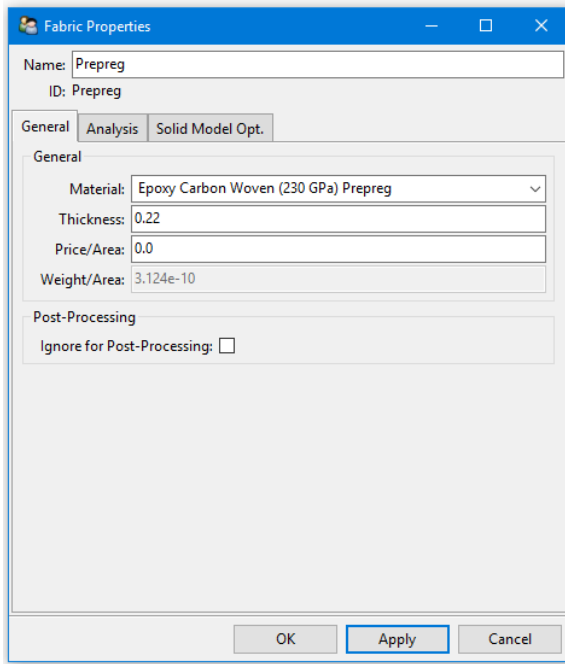 Fabric Properties
Name: Prepreg
ID: Prepreg
General Analysis Solid Model Opt.
General
Material: Epoxy Carbon Woven (230 GPa) Prepreg
Thickness: 0.22
Price/Area: 0.0
Weight/Area: 3.124e-10
Post-Processing
Ignore for Post-Processing:
OK Apply Cancel